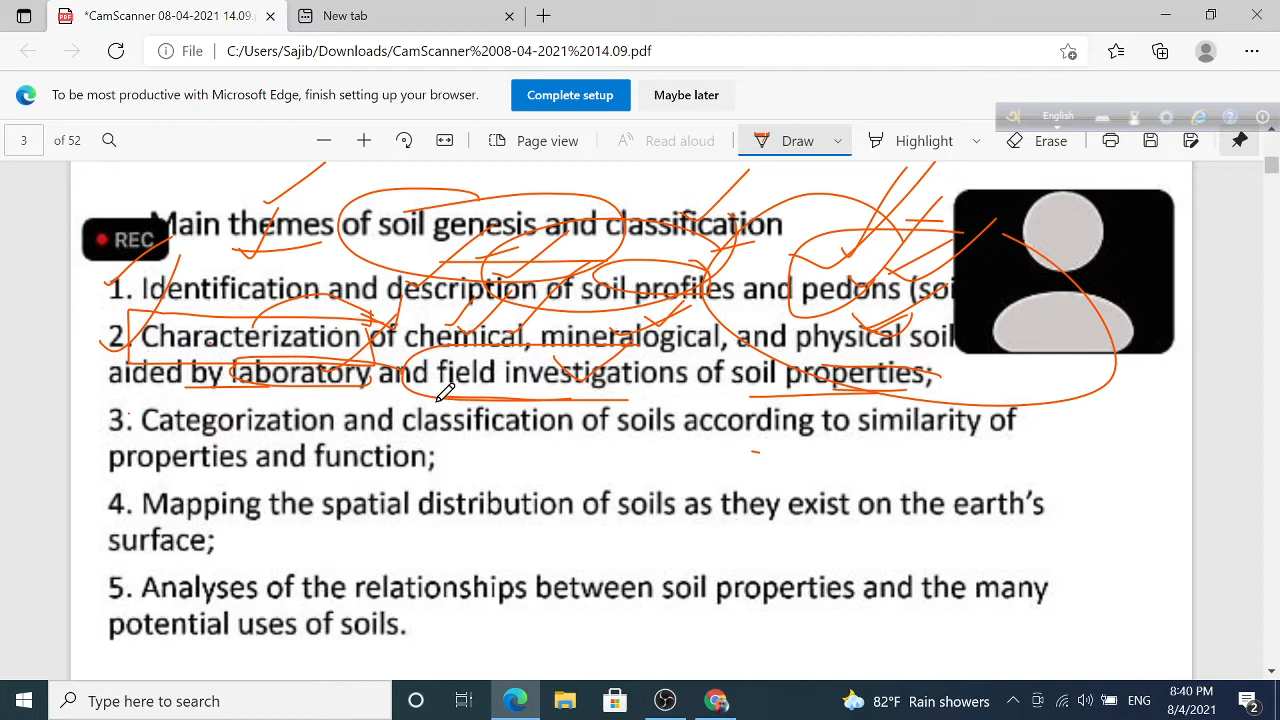 *CamScanner 08-04-2021 14.09.
New tab
File
C:/Users/Sajib/Downloads/CamScanner%2008-04-2021%2014.09.pdf
To be most productive with Microsoft Edge, finish setting up your browser.
Complete setup
Maybe later
English
3
of 52
Page view
Read aloud
Draw
Highlight
Erase
REC
Main themes of soil genesis and classification
1. Identification and description of soil profiles and pedons (soi
2. Characterization of chemical, mineralogical, and physical soil
aided by laboratory and field investigations of soil properties;
3. Categorization and classification of soils according to similarity of
properties and function;
4. Mapping the spatial distribution of soils as they exist on the earth's
surface;
5. Analyses of the relationships between soil properties and the many
potential uses of soils.
Type here to search
82°F Rain showers
ENG
8:40 PM
8/4/2021
2